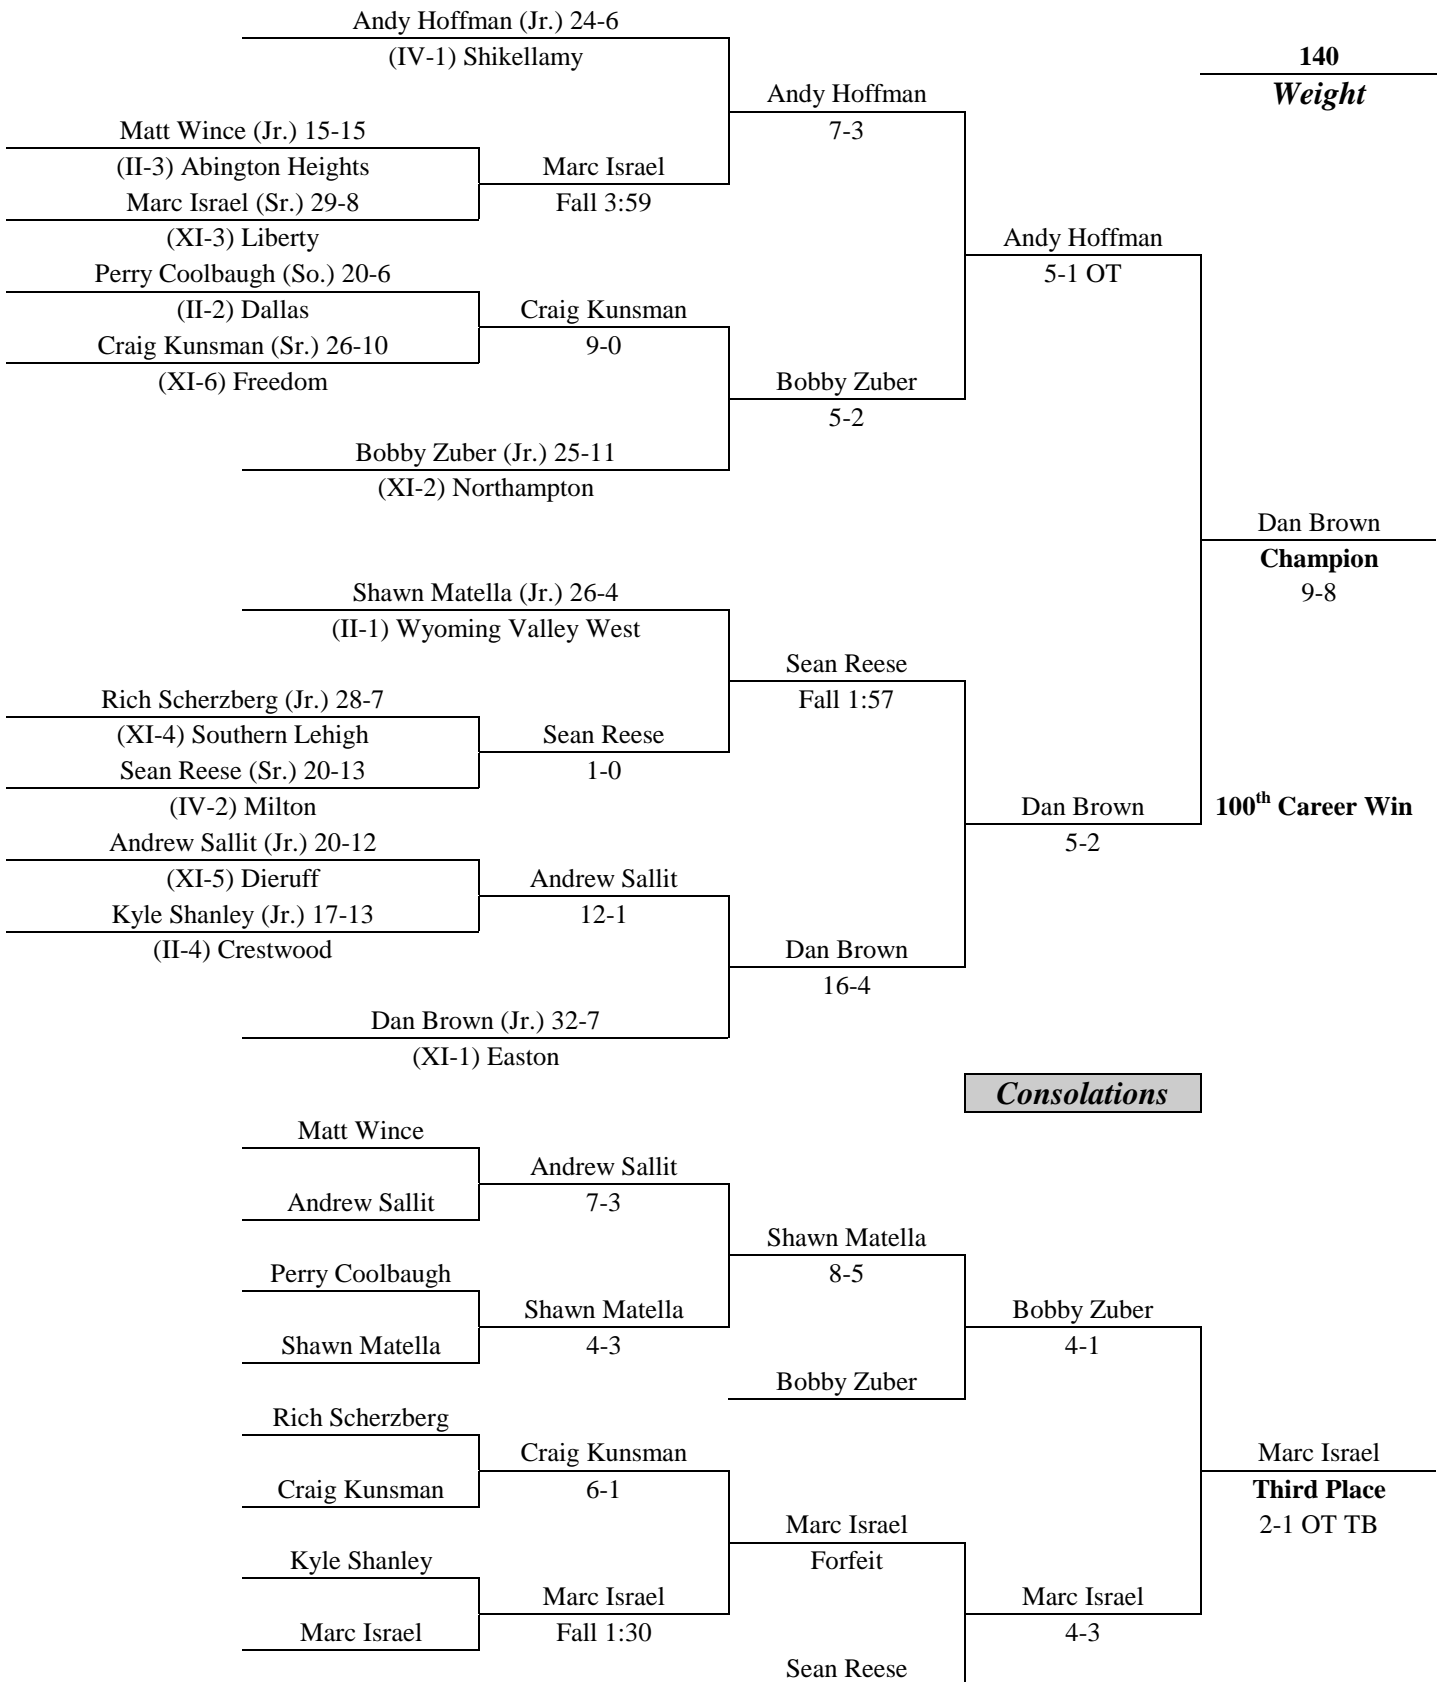 Andy Hoffman (Jr.) 24-6
(IV-1) Shikellamy
140
Weight
Andy Hoffman
7-3
Matt Wince (Jr.) 15-15
(II-3) Abington Heights
Marc Israel
Marc Israel (Sr.) 29-8
Fall 3:59
(XI-3) Liberty
Andy Hoffman
5-1 OT
Perry Coolbaugh (So.) 20-6
(II-2) Dallas
Craig Kunsman
Craig Kunsman (Sr.) 26-10
9-0
(XI-6) Freedom
Bobby Zuber
5-2
Bobby Zuber (Jr.) 25-11
(XI-2) Northampton
Dan Brown
Champion
9-8
Shawn Matella (Jr.) 26-4
(II-1) Wyoming Valley West
Sean Reese
Fall 1:57
Rich Scherzberg (Jr.) 28-7
(XI-4) Southern Lehigh
Sean Reese
Sean Reese (Sr.) 20-13
1-0
(IV-2) Milton
Dan Brown
100th Career Win
5-2
Andrew Sallit (Jr.) 20-12
(XI-5) Dieruff
Andrew Sallit
Kyle Shanley (Jr.) 17-13
12-1
(II-4) Crestwood
Dan Brown
16-4
Dan Brown (Jr.) 32-7
(XI-1) Easton
Consolations
Matt Wince
Andrew Sallit
Andrew Sallit
7-3
Shawn Matella
8-5
Perry Coolbaugh
Shawn Matella
Shawn Matella
4-3
Bobby Zuber
4-1
Bobby Zuber
Rich Scherzberg
Craig Kunsman
Craig Kunsman
6-1
Marc Israel
Third Place
2-1 OT TB
Marc Israel
Forfeit
Kyle Shanley
Marc Israel
Marc Israel
Fall 1:30
Marc Israel
4-3
Sean Reese